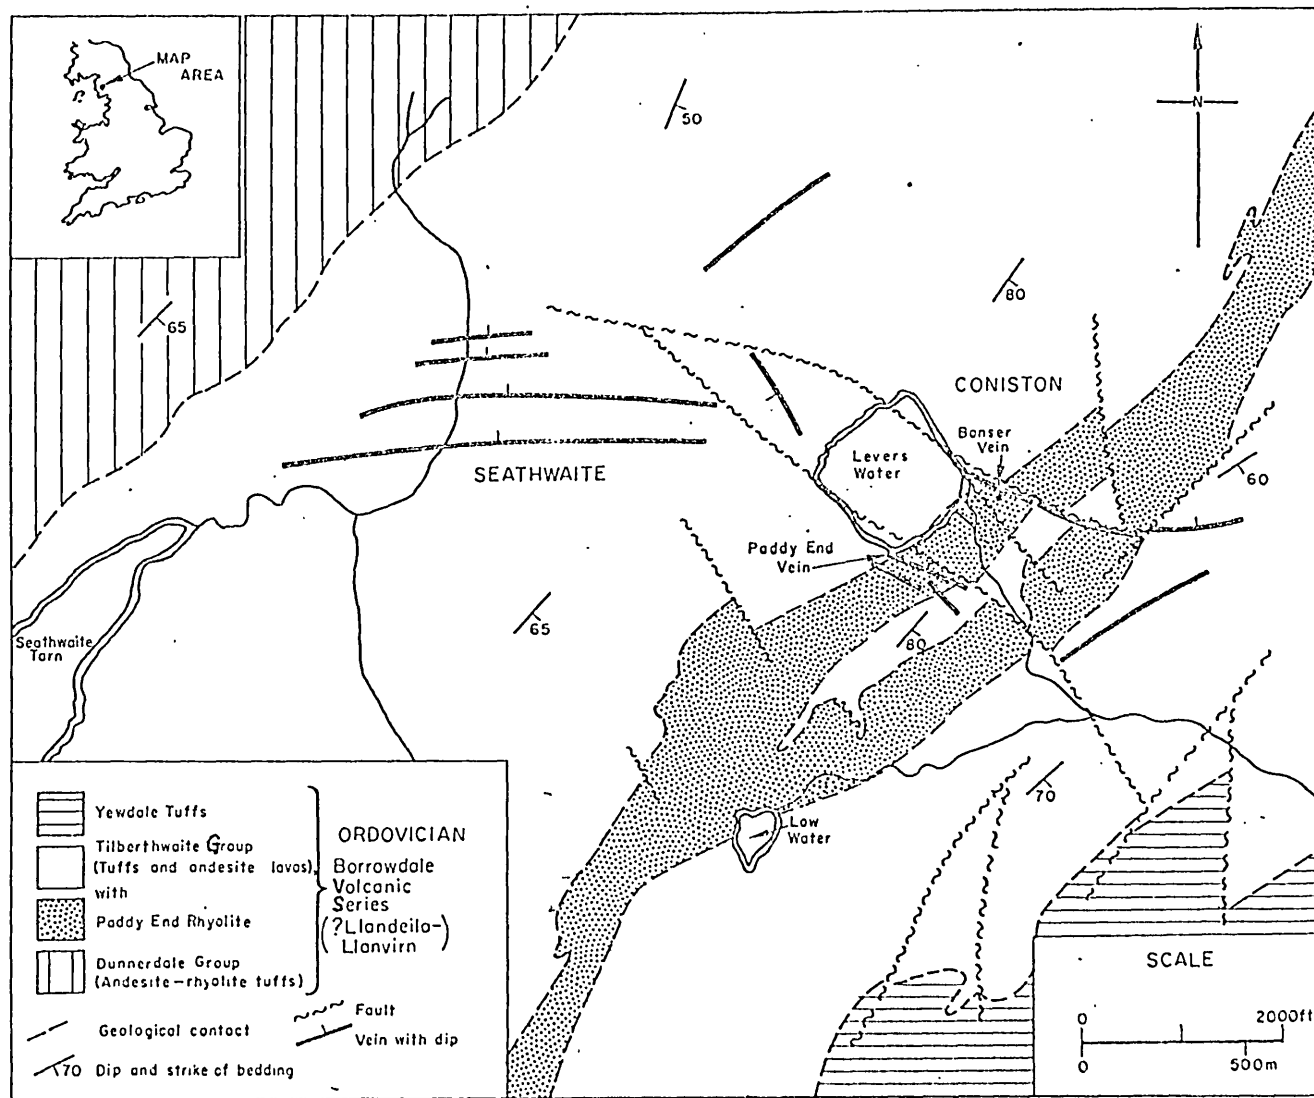 MAP
AREA
N
50
65
80
CONISTON
Bonser
Vein
Levers
Water
60
SEATHWAITE
Paddy End
Vein
Seathwaite
Tarn
65
80
70
Low
Water
Yewdale Tuffs
Tilberthwaite Group
(Tuffs and andesite lavas)
with
Paddy End Rhyolite
Dunnerdale Group
(Andesite-rhyolite tuffs)
ORDOVICIAN
Borrowdale
Volcanic
Series
(?Llandeilo-
Llanvirn)
Geological contact
Fault
Vein with dip
70 Dip and strike of bedding
SCALE
0 2000ft
0 500m